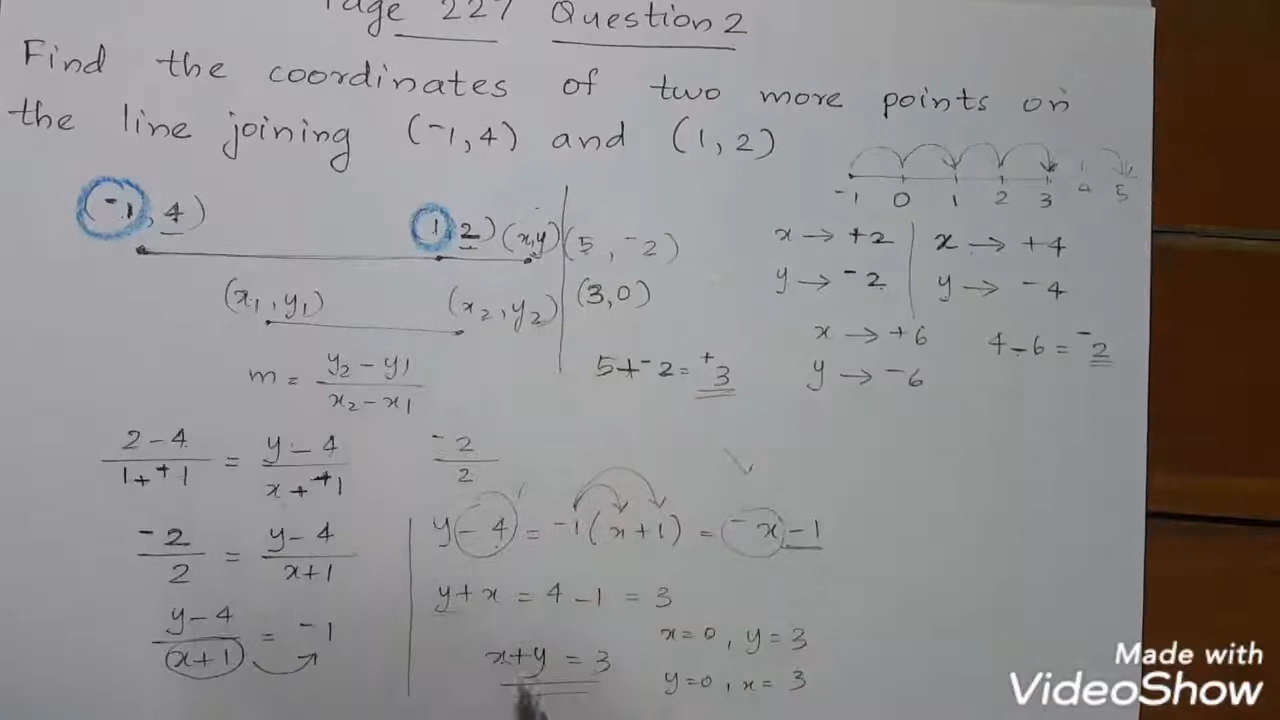 Page 227 Question 2
Find the coordinates of two more points on
the line joining (⁻1, 4) and (1, 2)
-1 0 1 2 3 4 5
(⁻1, 4) 1, 2) (x,y) (5, ⁻2)
(x₁, y₁) (x₂, y₂) (3,0)
x → +2 x → +4
y → ⁻2 y → -4
x → +6 4-6 = ⁻2
y → -6
m = y₂ - y₁ / x₂ - x₁
5+⁻2 = ⁺3
2-4 / 1+⁺1 = y-4 / x+⁺1
⁻2 / 2
-2 / 2 = y-4 / x+1
y-4 / x+1 = -1
y-4 = ⁻1(x+1) = ⁻x-1
y+x = 4-1 = 3
x+y = 3
x=0, y=3
y=0, x=3
Made with
VideoShow